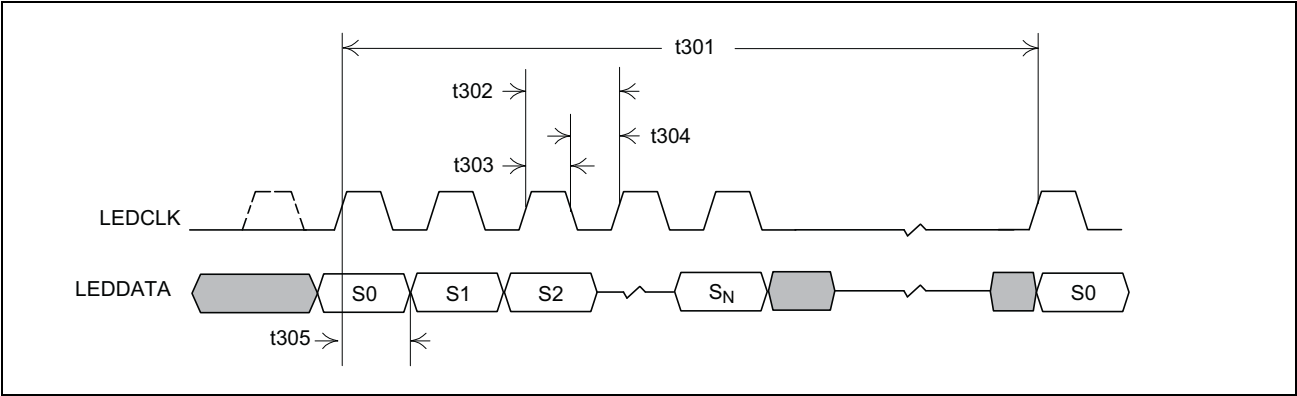 t301
t302
t304
t303
LEDCLK
LEDDATA S0 S1 S2 SN S0
t305